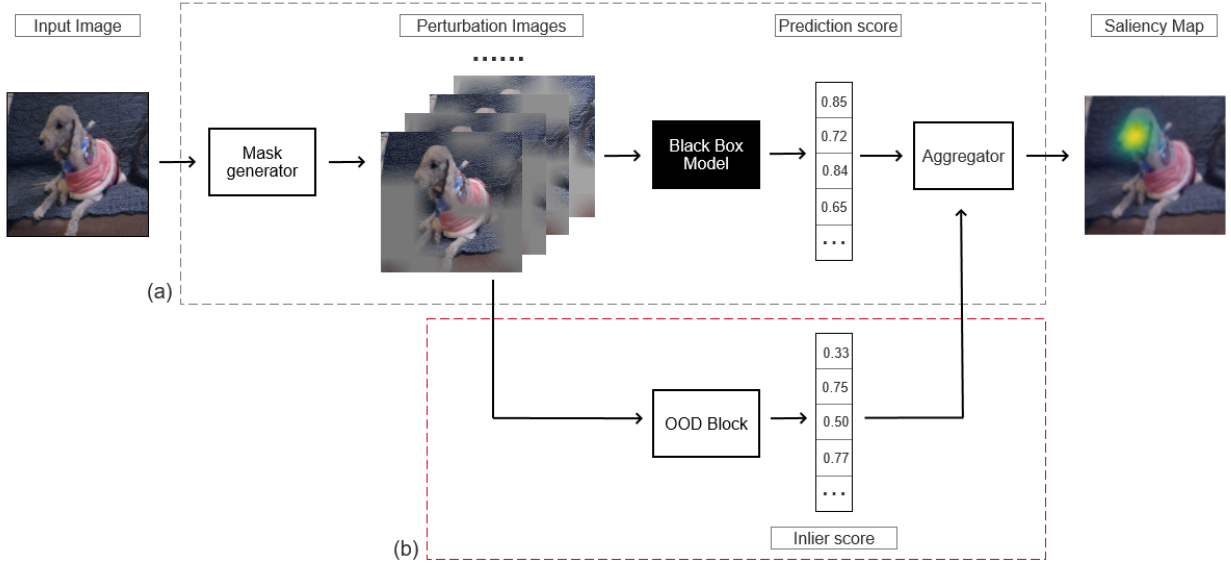 Input Image
Perturbation Images
Prediction score
Saliency Map
......
Mask
generator
Black Box
Model
0.85
0.72
0.84
0.65
...
Aggregator
(a)
OOD Block
0.33
0.75
0.50
0.77
...
Inlier score
(b)